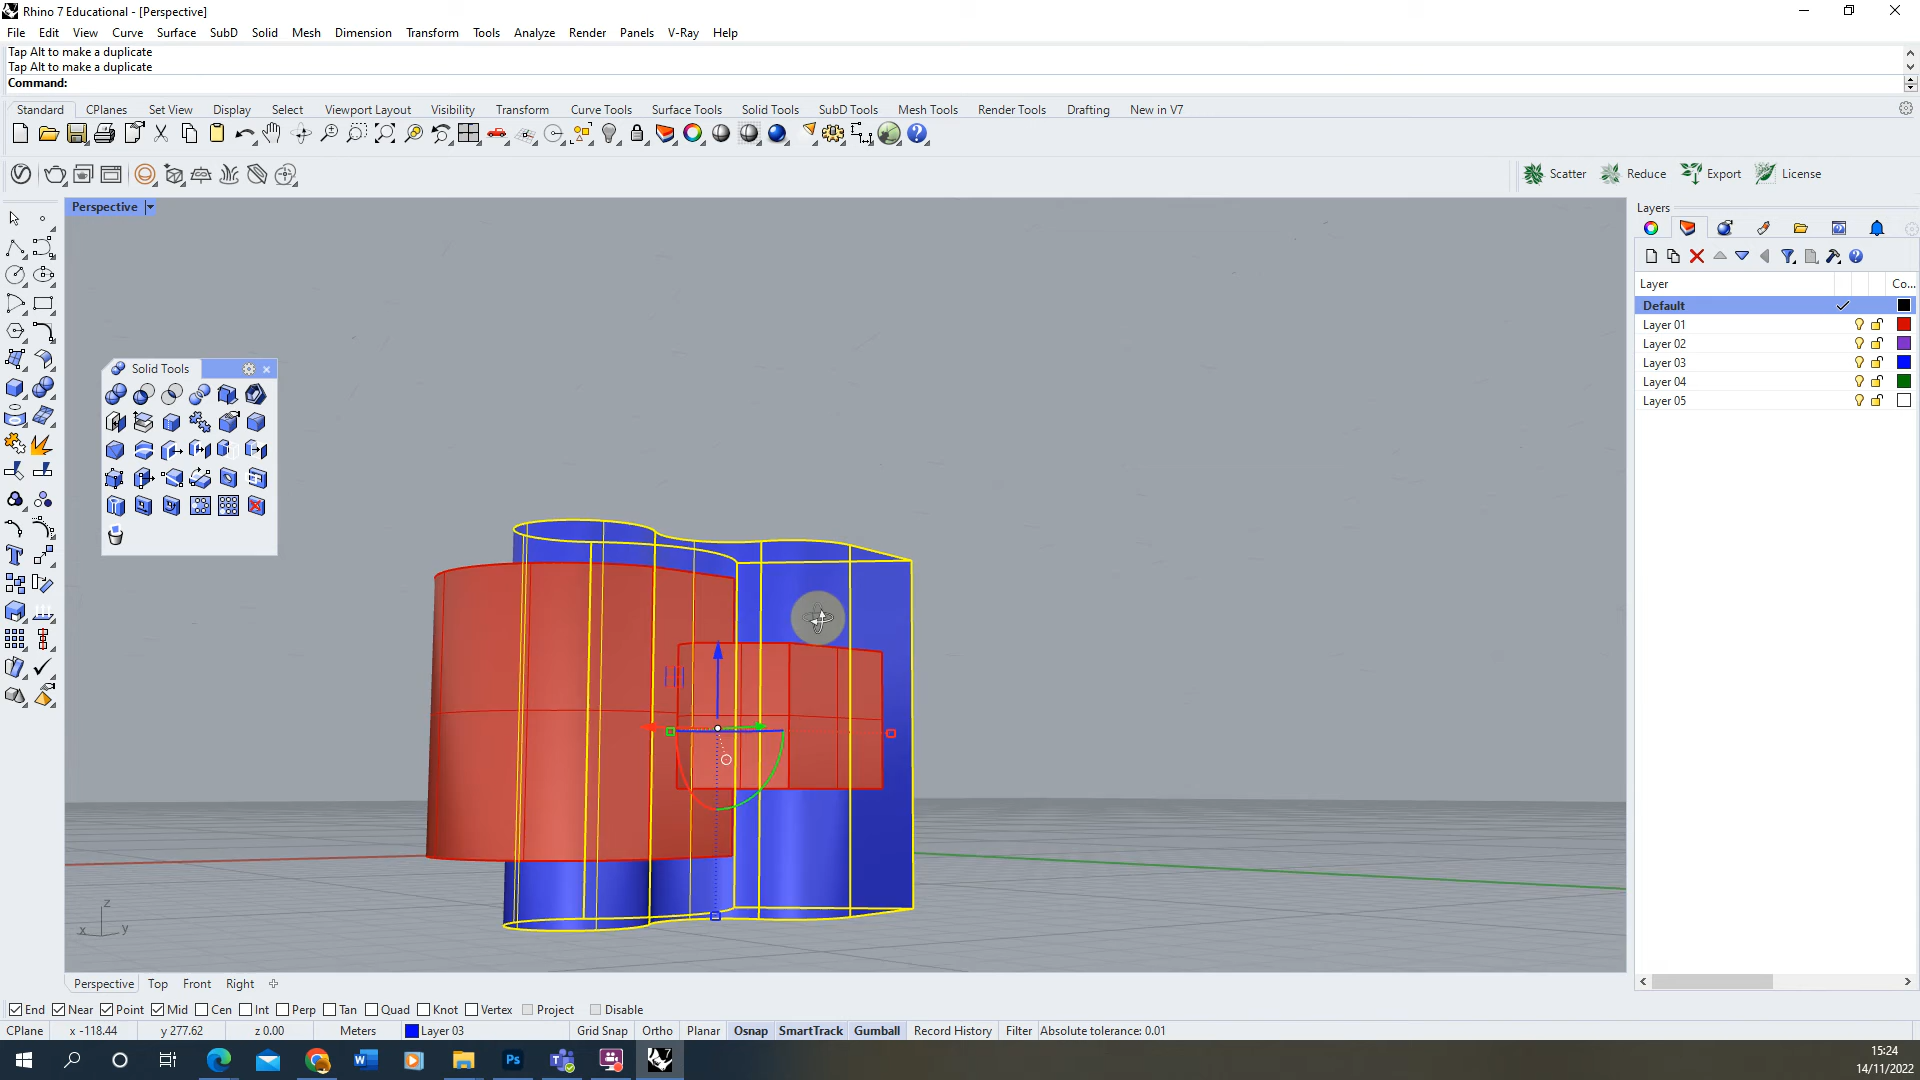 Rhino 7 Educational - [Perspective]
File Edit View Curve Surface SubD Solid Mesh Dimension Transform Tools Analyze Render Panels V-Ray Help
Tap Alt to make a duplicate
Tap Alt to make a duplicate
Command:
Standard CPlanes Set View Display Select Viewport Layout Visibility Transform Curve Tools Surface Tools Solid Tools SubD Tools Mesh Tools Render Tools Drafting New in V7
Scatter Reduce Export License
Perspective
Layers
Layer Co...
Default
Layer 01
Layer 02
Layer 03
Layer 04
Layer 05
Solid Tools
z
x y
Perspective Top Front Right
End Near Point Mid Cen Int Perp Tan Quad Knot Vertex Project Disable
CPlane x -118.44 y 277.62 z 0.00 Meters Layer 03 Grid Snap Ortho Planar Osnap SmartTrack Gumball Record History Filter Absolute tolerance: 0.01
15:24
14/11/2022